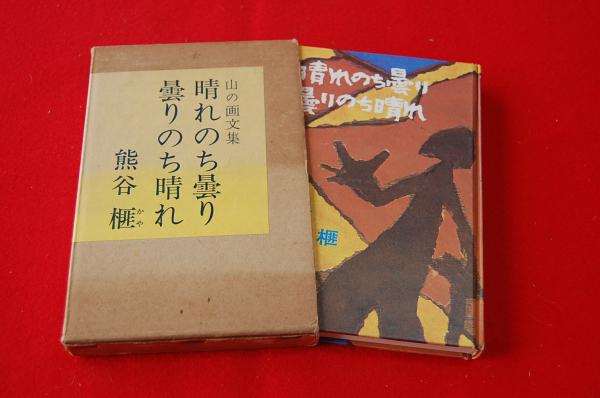 山の画文集
晴れのち曇り
曇りのち晴れ
熊谷 榧
かや
晴れのち曇り
曇りのち晴れ
榧